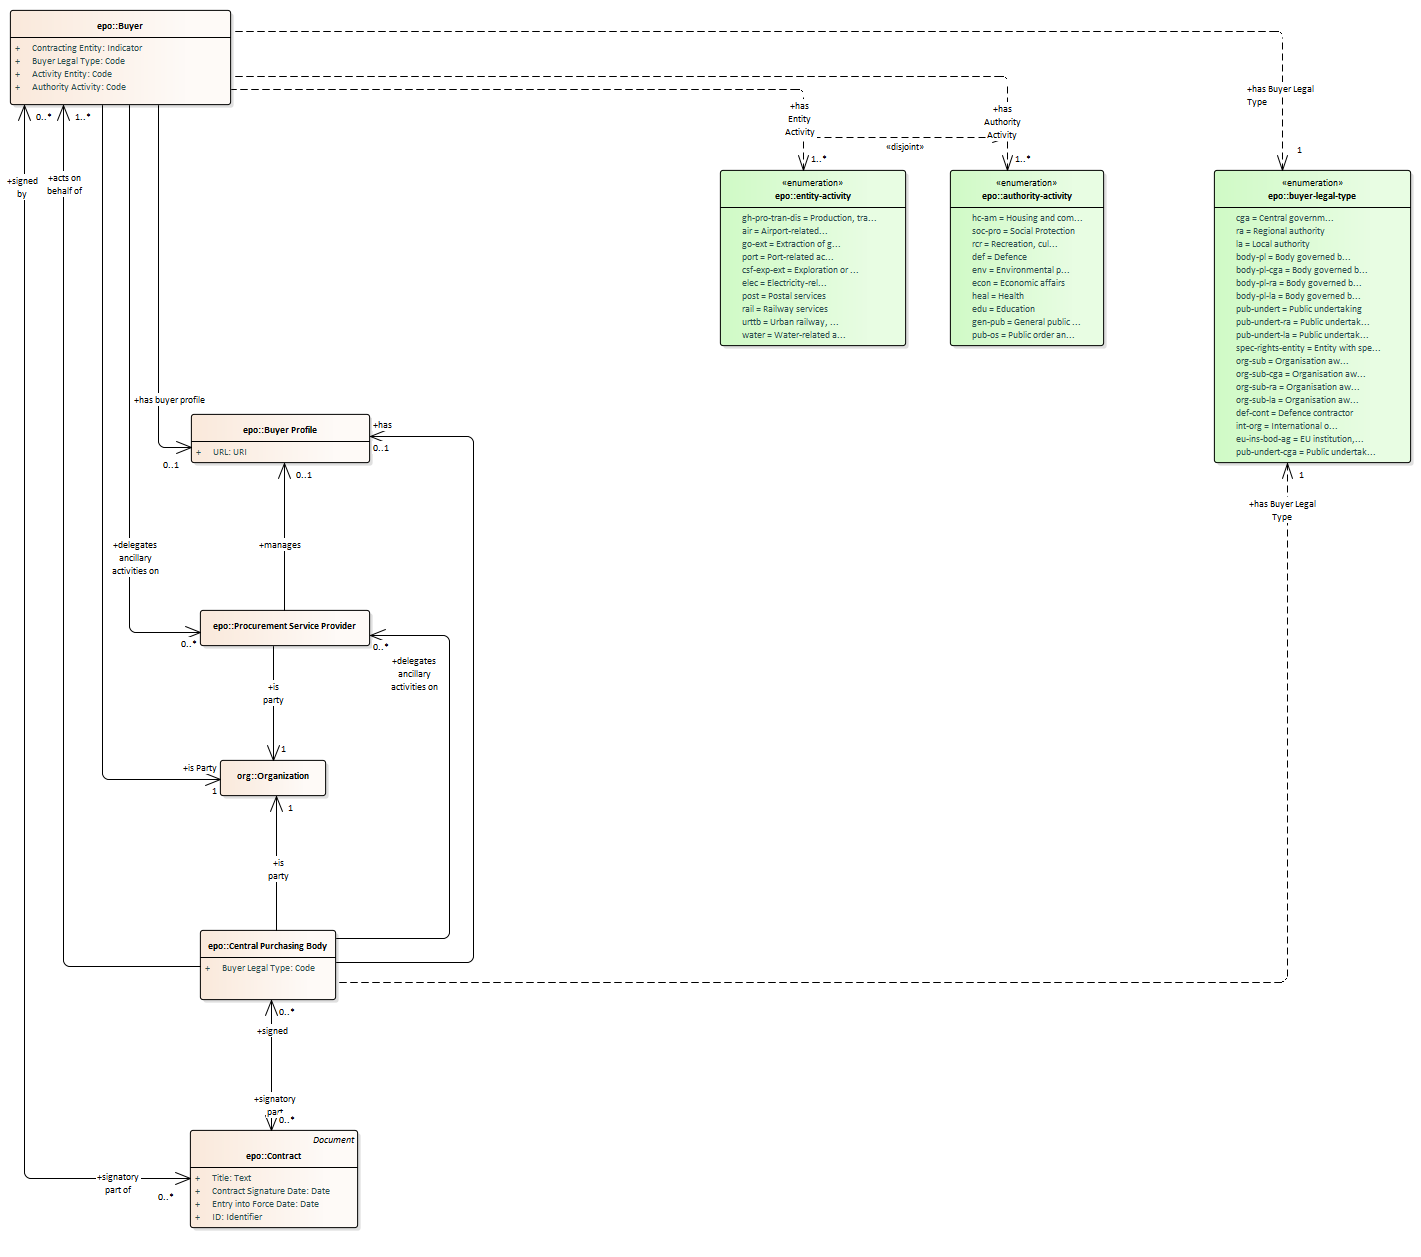 epo::Buyer
+ Contracting Entity: Indicator
+ Buyer Legal Type: Code
+ Activity Entity: Code
+ Authority Activity: Code
0..*
1..*
+signed
by
+acts on
behalf of
+has
Entity
Activity
1..*
«disjoint»
+has
Authority
Activity
1..*
+has Buyer Legal
Type
1
«enumeration»
epo::entity-activity
gh-pro-tran-dis = Production, tra...
air = Airport-related...
go-ext = Extraction of g...
port = Port-related ac...
csf-exp-ext = Exploration or ...
elec = Electricity-rel...
post = Postal services
rail = Railway services
urttb = Urban railway, ...
water = Water-related a...
«enumeration»
epo::authority-activity
hc-am = Housing and com...
soc-pro = Social Protection
rcr = Recreation, cul...
def = Defence
env = Environmental p...
econ = Economic affairs
heal = Health
edu = Education
gen-pub = General public ...
pub-os = Public order an...
«enumeration»
epo::buyer-legal-type
cga = Central governm...
ra = Regional authority
la = Local authority
body-pl = Body governed b...
body-pl-cga = Body governed b...
body-pl-ra = Body governed b...
body-pl-la = Body governed b...
pub-undert = Public undertaking
pub-undert-ra = Public undertak...
pub-undert-la = Public undertak...
spec-rights-entity = Entity with spe...
org-sub = Organisation aw...
org-sub-cga = Organisation aw...
org-sub-ra = Organisation aw...
org-sub-la = Organisation aw...
def-cont = Defence contractor
int-org = International o...
eu-ins-bod-ag = EU institution,...
pub-undert-cga = Public undertak...
1
+has Buyer Legal
Type
+has buyer profile
0..1
epo::Buyer Profile
+ URL: URI
+has
0..1
0..1
+manages
+delegates
ancillary
activities on
0..*
epo::Procurement Service Provider
0..*
+delegates
ancillary
activities on
+is
party
1
+is Party
1
org::Organization
1
+is
party
epo::Central Purchasing Body
+ Buyer Legal Type: Code
0..*
+signed
+signatory
part
0..*
Document
epo::Contract
+ Title: Text
+ Contract Signature Date: Date
+ Entry into Force Date: Date
+ ID: Identifier
+signatory
part of
0..*